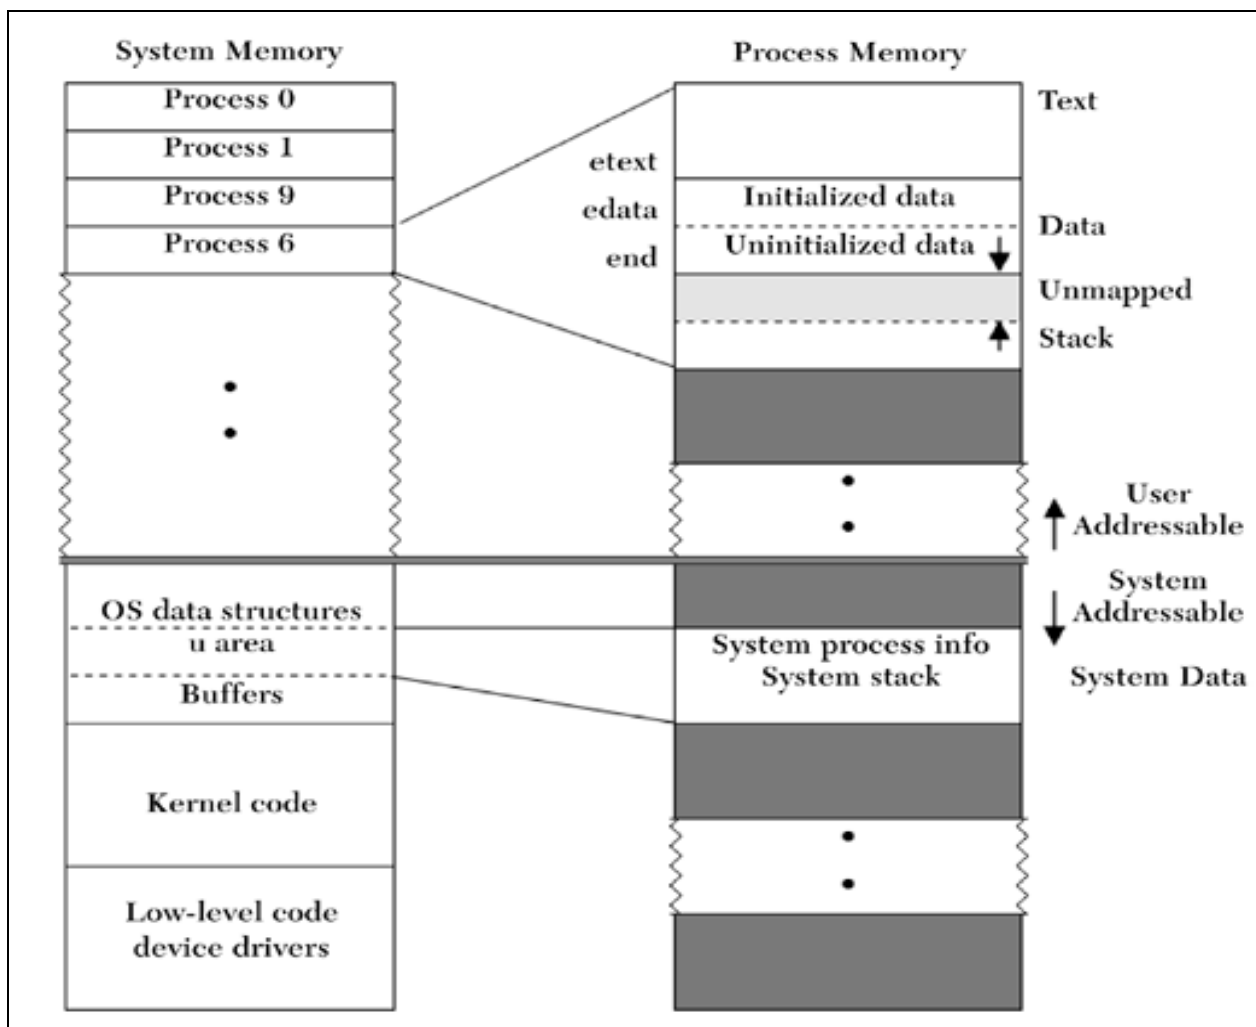 System Memory
Process 0
Process 1
Process 9
Process 6
OS data structures
u area
Buffers
Kernel code
Low-level code
device drivers
Process Memory
etext
edata
end
Initialized data
Uninitialized data
Text
Data
Unmapped
Stack
User
Addressable
System
Addressable
System process info
System stack
System Data